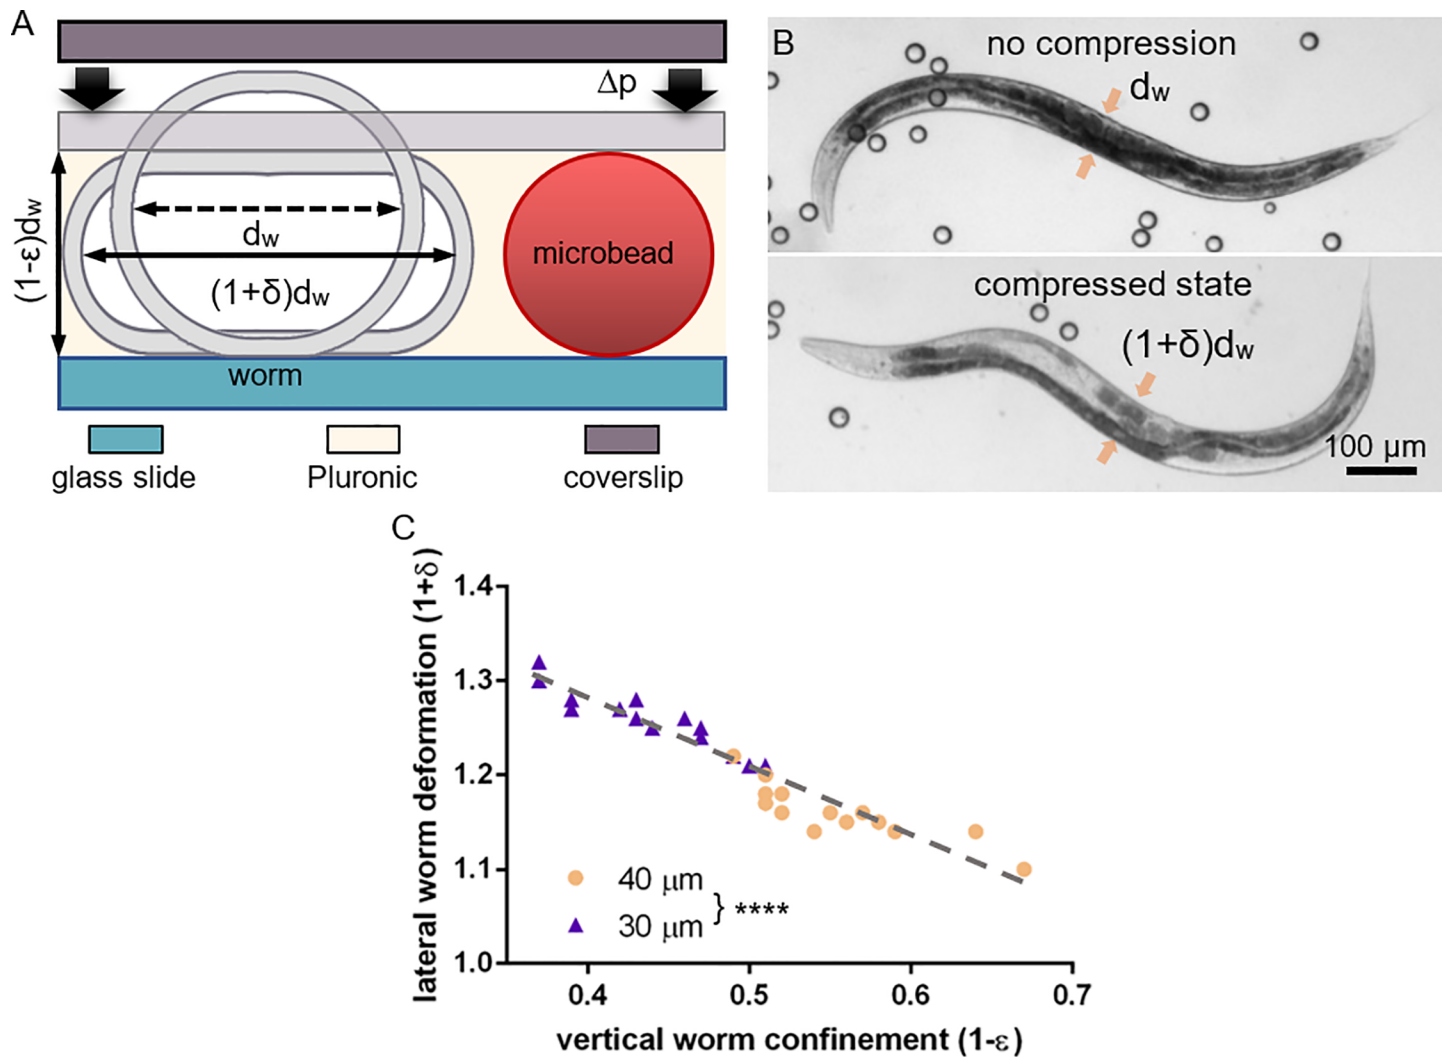 A
Δp
(1-ε)dw
dw
(1+δ)dw
microbead
worm
glass slide
Pluronic
coverslip
B
no compression
dw
compressed state
(1+δ)dw
100 μm
C
lateral worm deformation (1+δ)
1.4
1.3
1.2
1.1
1.0
40 μm
30 μm
} ****
0.4 0.5 0.6 0.7
vertical worm confinement (1-ε)